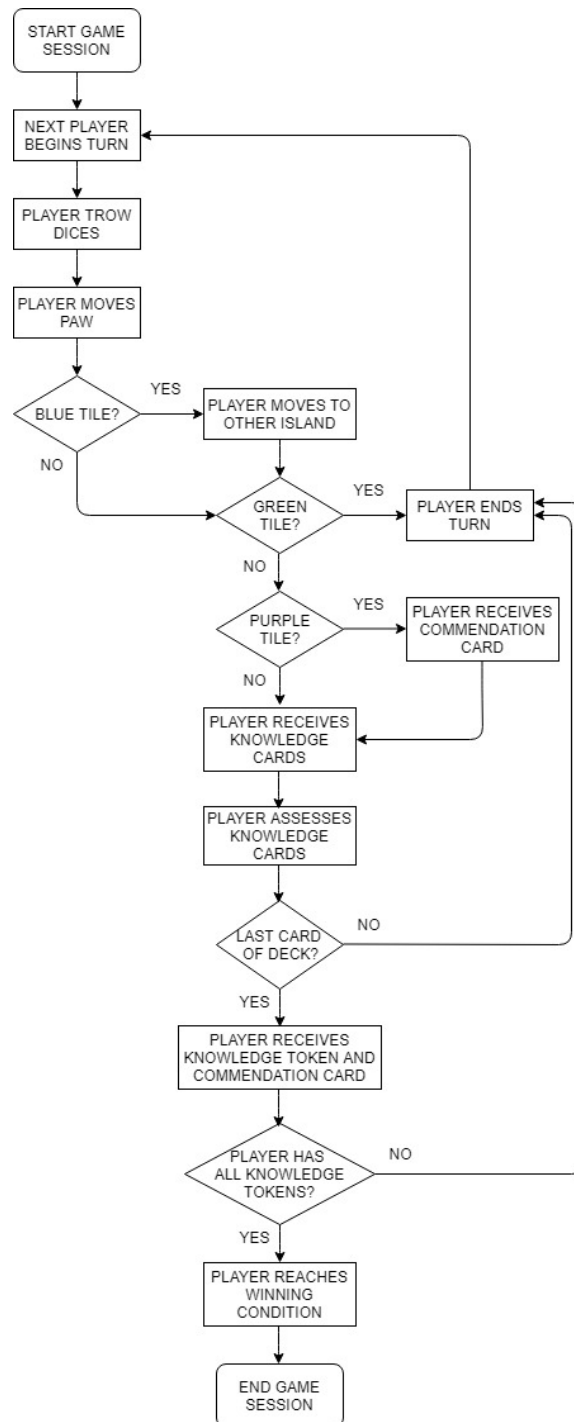 START GAME
SESSION
NEXT PLAYER
BEGINS TURN
PLAYER TROW
DICES
PLAYER MOVES
PAW
BLUE TILE?
YES
NO
PLAYER MOVES TO
OTHER ISLAND
GREEN
TILE?
YES
NO
PLAYER ENDS
TURN
PURPLE
TILE?
YES
NO
PLAYER RECEIVES
COMMENDATION
CARD
PLAYER RECEIVES
KNOWLEDGE
CARDS
PLAYER ASSESSES
KNOWLEDGE
CARDS
LAST CARD
OF DECK?
NO
YES
PLAYER RECEIVES
KNOWLEDGE TOKEN AND
COMMENDATION CARD
PLAYER HAS
ALL KNOWLEDGE
TOKENS?
NO
YES
PLAYER REACHES
WINNING
CONDITION
END GAME
SESSION